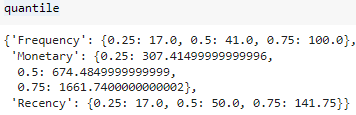 quantile
{'Frequency': {0.25: 17.0, 0.5: 41.0, 0.75: 100.0},
'Monetary': {0.25: 307.41499999999996,
0.5: 674.4849999999999,
0.75: 1661.7400000000002},
'Recency': {0.25: 17.0, 0.5: 50.0, 0.75: 141.75}}